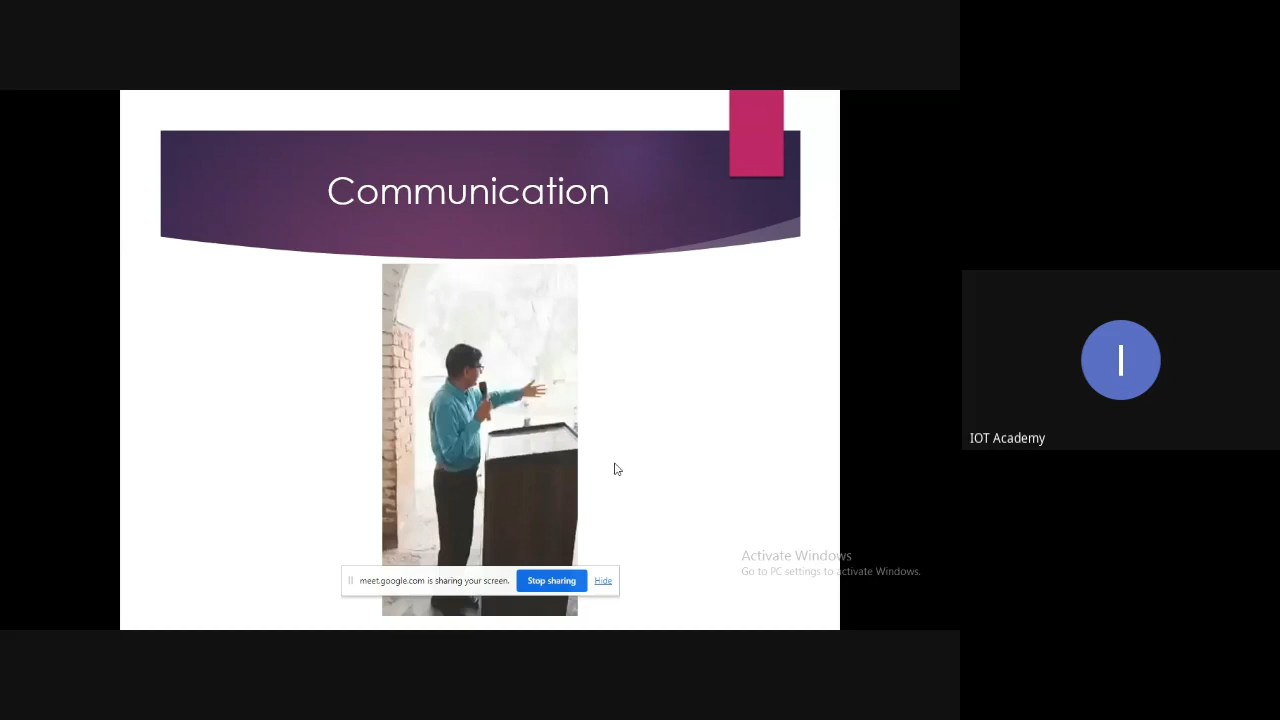 Communication
meet.google.com is sharing your screen. Stop sharing Hide
Activate Windows
Go to PC settings to activate Windows.
I
IOT Academy